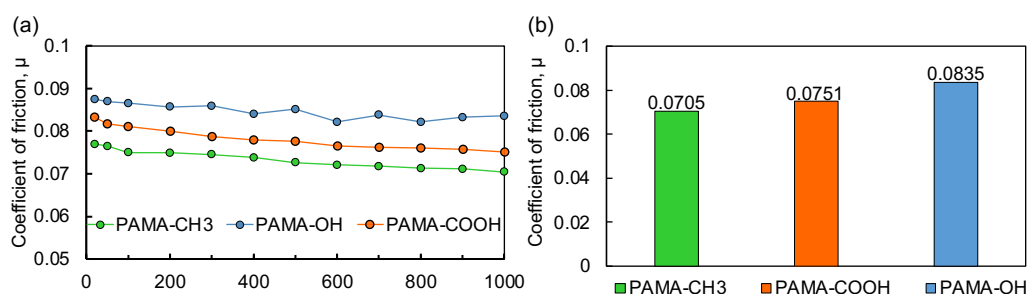 (a)
Coefficient of friction, μ
0.1
0.09
0.08
0.07
0.06
0.05
PAMA-CH3 PAMA-OH PAMA-COOH
0 200 400 600 800 1000
(b)
Coefficient of friction, μ
0.1
0.08
0.06
0.04
0.02
0
0.0705
0.0751
0.0835
PAMA-CH3 PAMA-COOH PAMA-OH